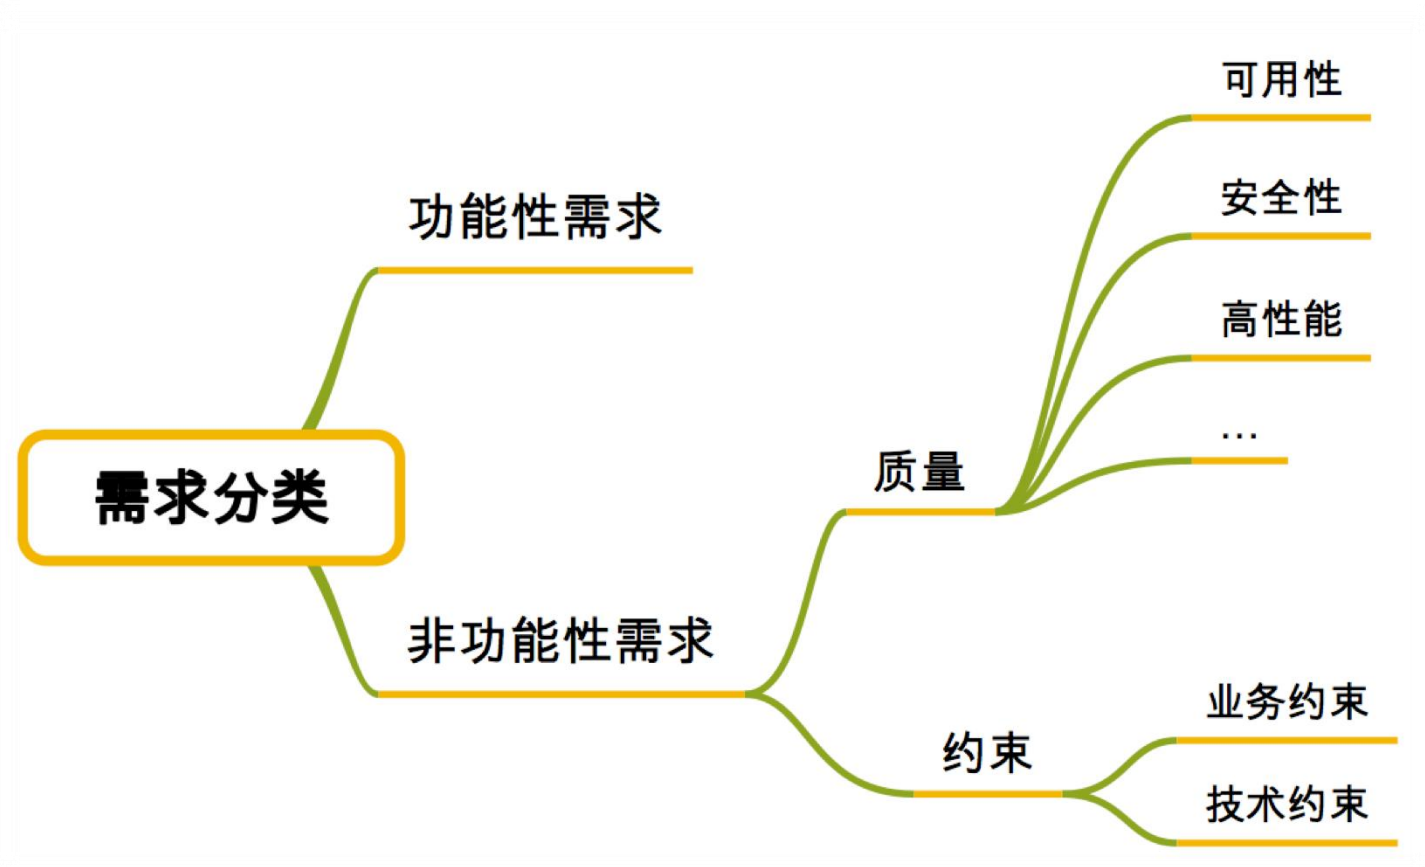 需求分类
功能性需求
非功能性需求
质量
可用性
安全性
高性能
...
约束
业务约束
技术约束